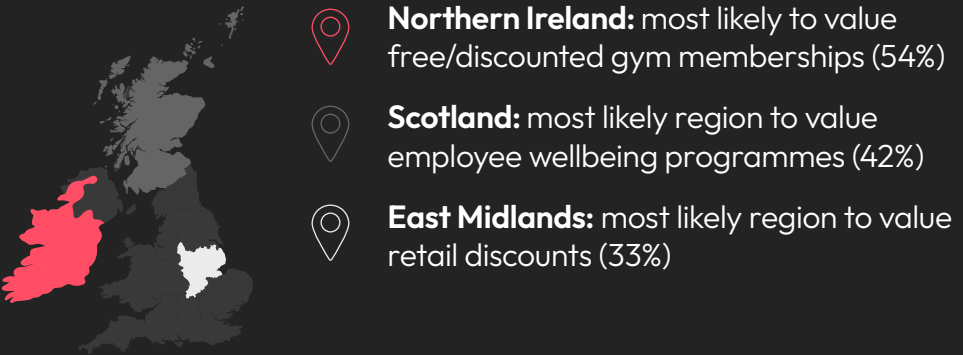 Northern Ireland: most likely to value
free/discounted gym memberships (54%)
Scotland: most likely region to value
employee wellbeing programmes (42%)
East Midlands: most likely region to value
retail discounts (33%)